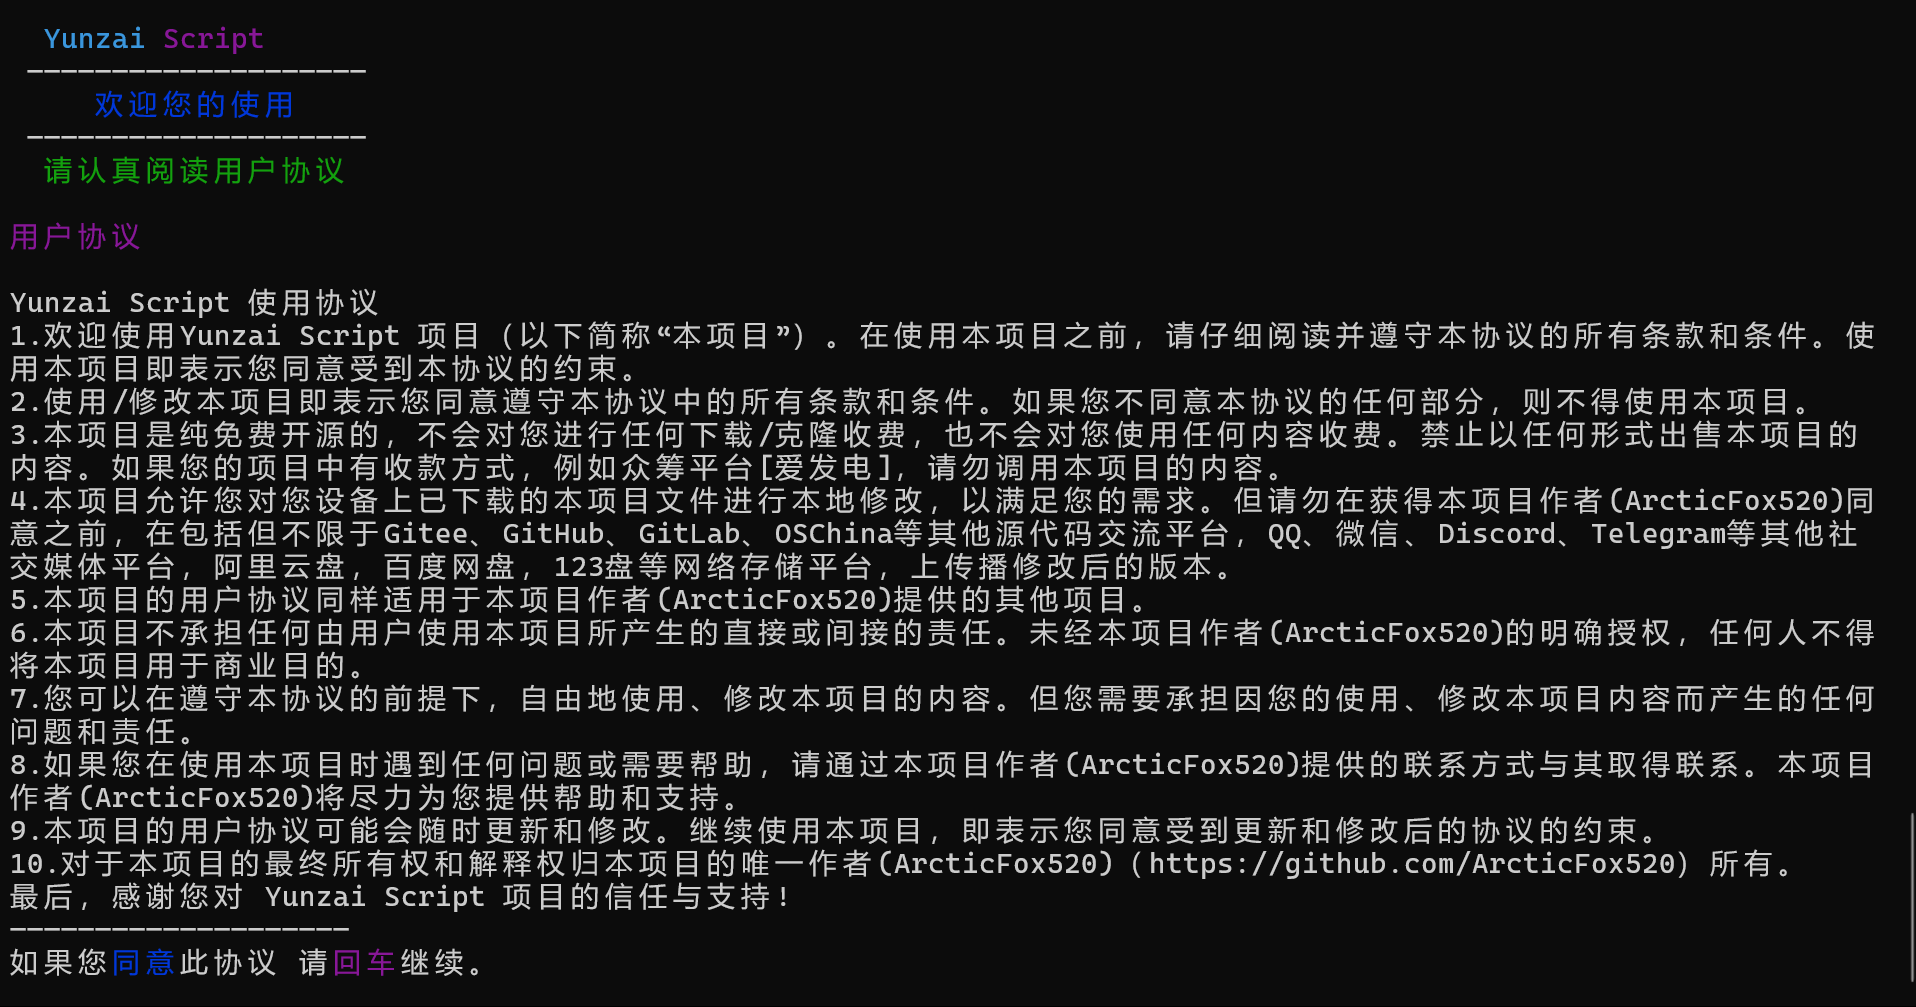 Yunzai Script
--------------------
欢迎您的使用
--------------------
请认真阅读用户协议
用户协议
Yunzai Script 使用协议
1.欢迎使用Yunzai Script 项目（以下简称“本项目”）。在使用本项目之前，请仔细阅读并遵守本协议的所有条款和条件。使
用本项目即表示您同意受到本协议的约束。
2.使用/修改本项目即表示您同意遵守本协议中的所有条款和条件。如果您不同意本协议的任何部分，则不得使用本项目。
3.本项目是纯免费开源的，不会对您进行任何下载/克隆收费，也不会对您使用任何内容收费。禁止以任何形式出售本项目的
内容。如果您的项目中有收款方式，例如众筹平台[爱发电]，请勿调用本项目的内容。
4.本项目允许您对您设备上已下载的本项目文件进行本地修改，以满足您的需求。但请勿在获得本项目作者(ArcticFox520)同
意之前，在包括但不限于Gitee、GitHub、GitLab、OSChina等其他源代码交流平台，QQ、微信、Discord、Telegram等其他社
交媒体平台，阿里云盘，百度网盘，123盘等网络存储平台，上传播修改后的版本。
5.本项目的用户协议同样适用于本项目作者(ArcticFox520)提供的其他项目。
6.本项目不承担任何由用户使用本项目所产生的直接或间接的责任。未经本项目作者(ArcticFox520)的明确授权，任何人不得
将本项目用于商业目的。
7.您可以在遵守本协议的前提下，自由地使用、修改本项目的内容。但您需要承担因您的使用、修改本项目内容而产生的任何
问题和责任。
8.如果您在使用本项目时遇到任何问题或需要帮助，请通过本项目作者(ArcticFox520)提供的联系方式与其取得联系。本项目
作者(ArcticFox520)将尽力为您提供帮助和支持。
9.本项目的用户协议可能会随时更新和修改。继续使用本项目，即表示您同意受到更新和修改后的协议的约束。
10.对于本项目的最终所有权和解释权归本项目的唯一作者(ArcticFox520)（https://github.com/ArcticFox520）所有。
最后，感谢您对 Yunzai Script 项目的信任与支持！
--------------------
如果您同意此协议 请回车继续。